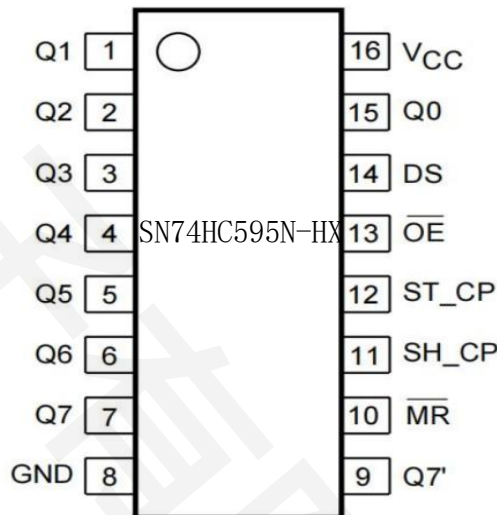 Q1 1 16 VCC
Q2 2 15 Q0
Q3 3 14 DS
Q4 4 SN74HC595N-HX 13 OE
Q5 5 12 ST_CP
Q6 6 11 SH_CP
Q7 7 10 MR
GND 8 9 Q7'